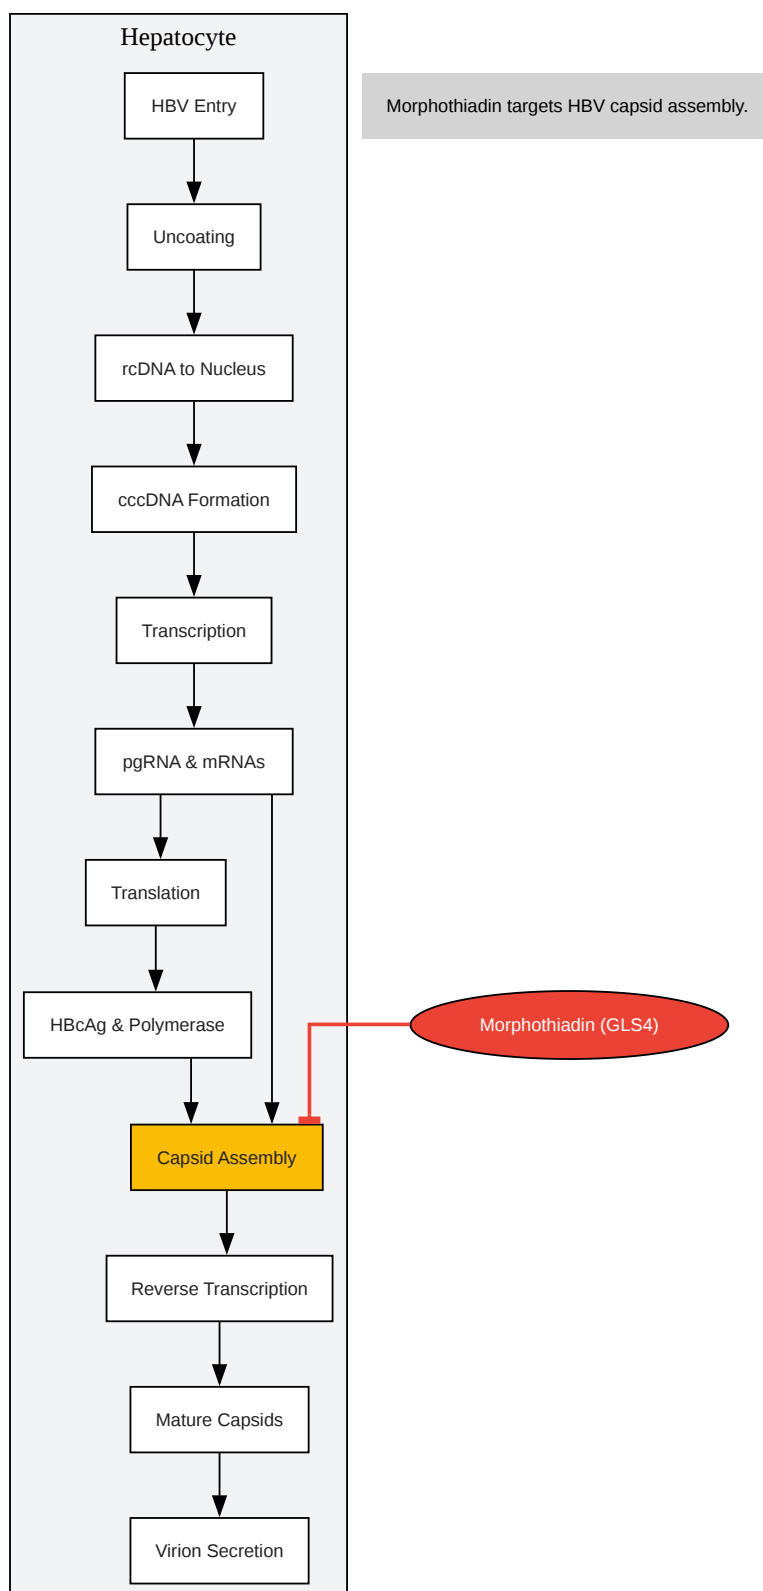 Hepatocyte
HBV Entry
Morphothiadin targets HBV capsid assembly.
Uncoating
rcDNA to Nucleus
cccDNA Formation
Transcription
pgRNA & mRNAs
Translation
HBcAg & Polymerase
Morphothiadin (GLS4)
Capsid Assembly
Reverse Transcription
Mature Capsids
Virion Secretion